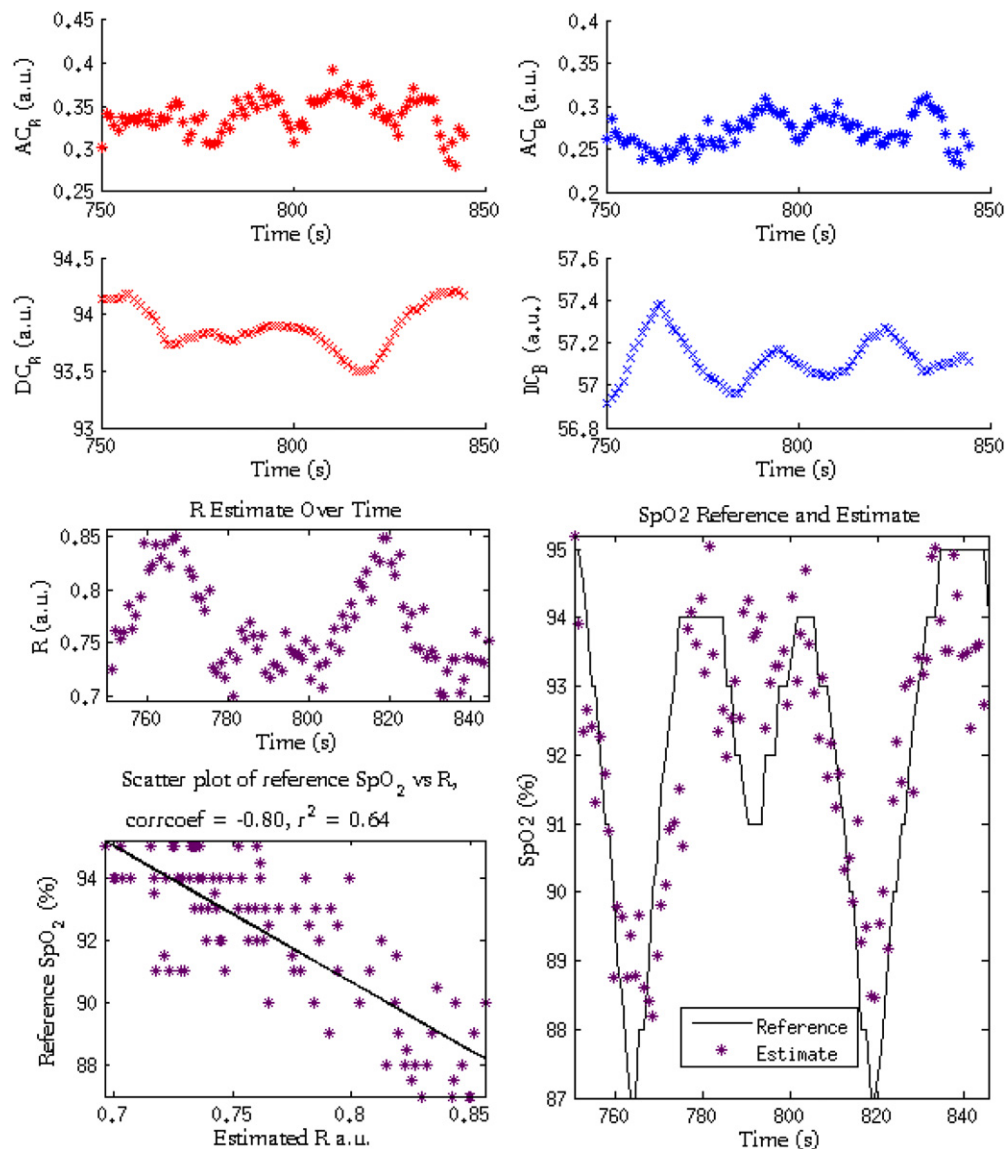 0.45
0.4
0.35
0.3
0.25
AC_R (a.u.)
750 800 850
Time (s)
0.4
0.35
0.3
0.25
0.2
AC_B (a.u.)
750 800 850
Time (s)
94.5
94
93.5
93
DC_R (a.u.)
750 800 850
Time (s)
57.6
57.4
57.2
57
56.8
DC_B (a.u.)
750 800 850
Time (s)
R Estimate Over Time
0.85
0.8
0.75
0.7
R (a.u.)
760 780 800 820 840
Time (s)
Scatter plot of reference SpO₂ vs R,
corrcoef = -0.80, r² = 0.64
94
92
90
88
Reference SpO₂ (%)
0.7 0.75 0.8 0.85
Estimated R a.u.
SpO2 Reference and Estimate
95
94
93
92
91
90
89
88
87
SpO2 (%)
Reference
Estimate
760 780 800 820 840
Time (s)